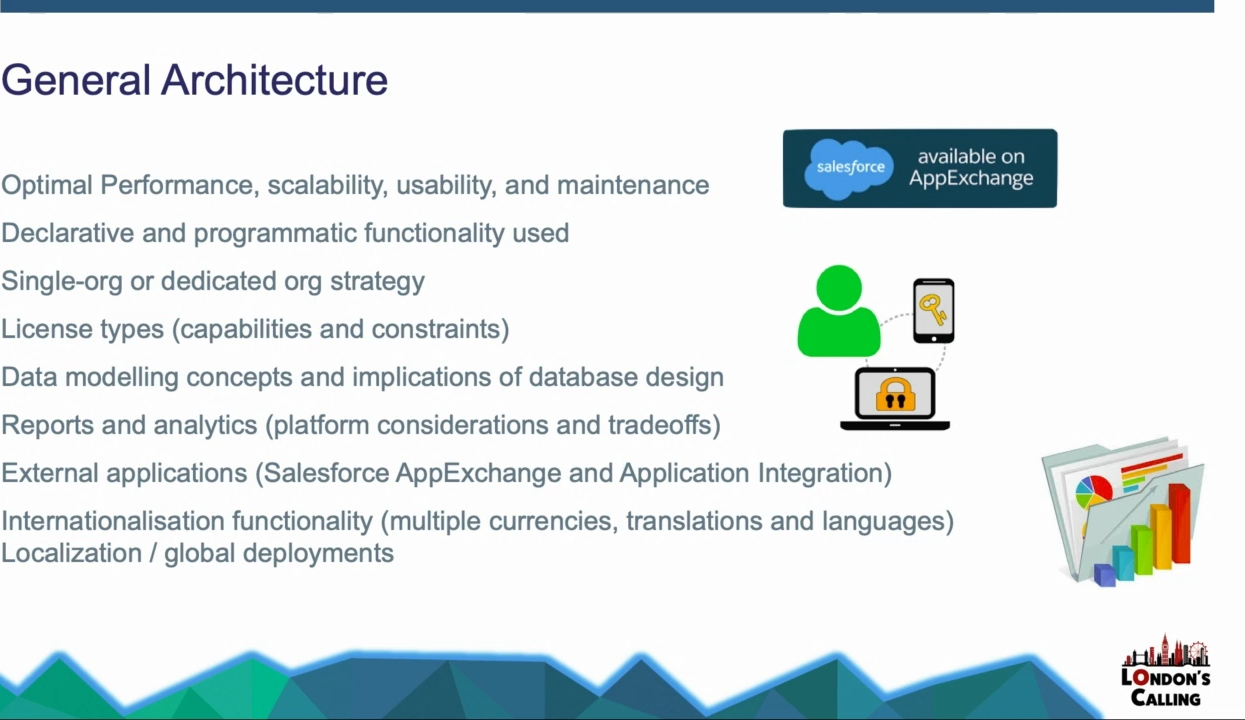 General Architecture
Optimal Performance, scalability, usability, and maintenance
Declarative and programmatic functionality used
Single-org or dedicated org strategy
License types (capabilities and constraints)
Data modelling concepts and implications of database design
Reports and analytics (platform considerations and tradeoffs)
External applications (Salesforce AppExchange and Application Integration)
Internationalisation functionality (multiple currencies, translations and languages)
Localization / global deployments
salesforce
available on
AppExchange
LONDON'S
CALLING